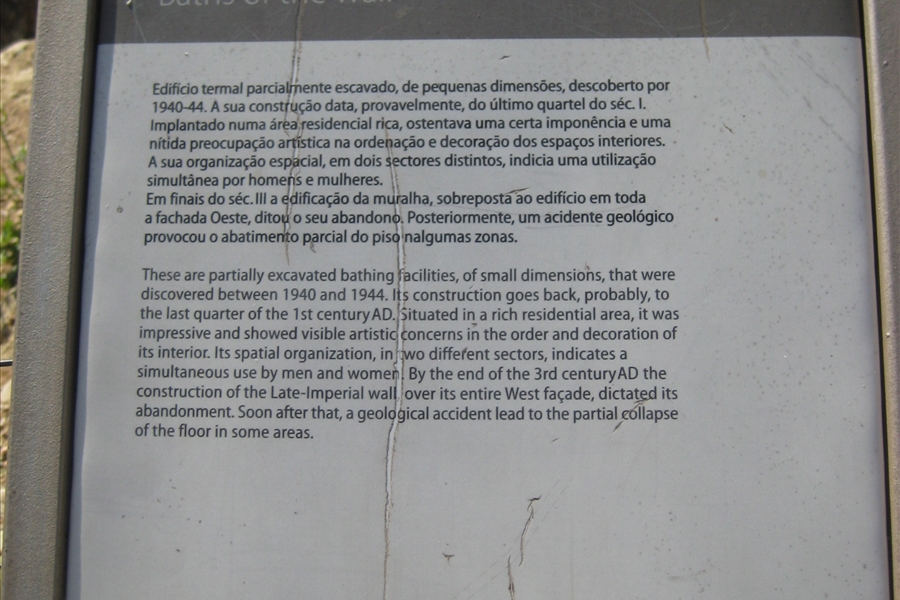 Baths of the Wall
Edifício termal parcialmente escavado, de pequenas dimensões, descoberto por
1940-44. A sua construção data, provavelmente, do último quartel do séc. I.
Implantado numa área residencial rica, ostentava uma certa imponência e uma
nítida preocupação artística na ordenação e decoração dos espaços interiores.
A sua organização espacial, em dois sectores distintos, indicia uma utilização
simultânea por homens e mulheres.
Em finais do séc. III a edificação da muralha, sobreposta ao edifício em toda
a fachada Oeste, ditou o seu abandono. Posteriormente, um acidente geológico
provocou o abatimento parcial do piso nalgumas zonas.
These are partially excavated bathing facilities, of small dimensions, that were
discovered between 1940 and 1944. Its construction goes back, probably, to
the last quarter of the 1st century AD. Situated in a rich residential area, it was
impressive and showed visible artistic concerns in the order and decoration of
its interior. Its spatial organization, in two different sectors, indicates a
simultaneous use by men and women. By the end of the 3rd century AD the
construction of the Late-Imperial wall, over its entire West façade, dictated its
abandonment. Soon after that, a geological accident lead to the partial collapse
of the floor in some areas.